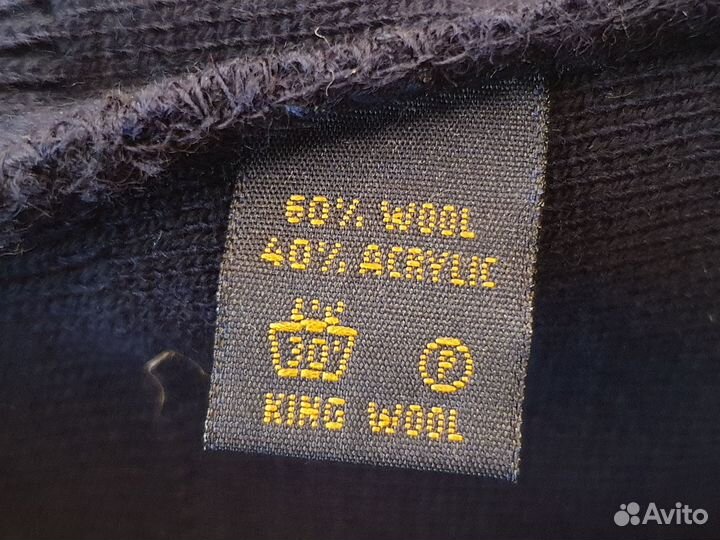 60% WOOL
40% ACRYLIC
30°
P
KING WOOL
Avito